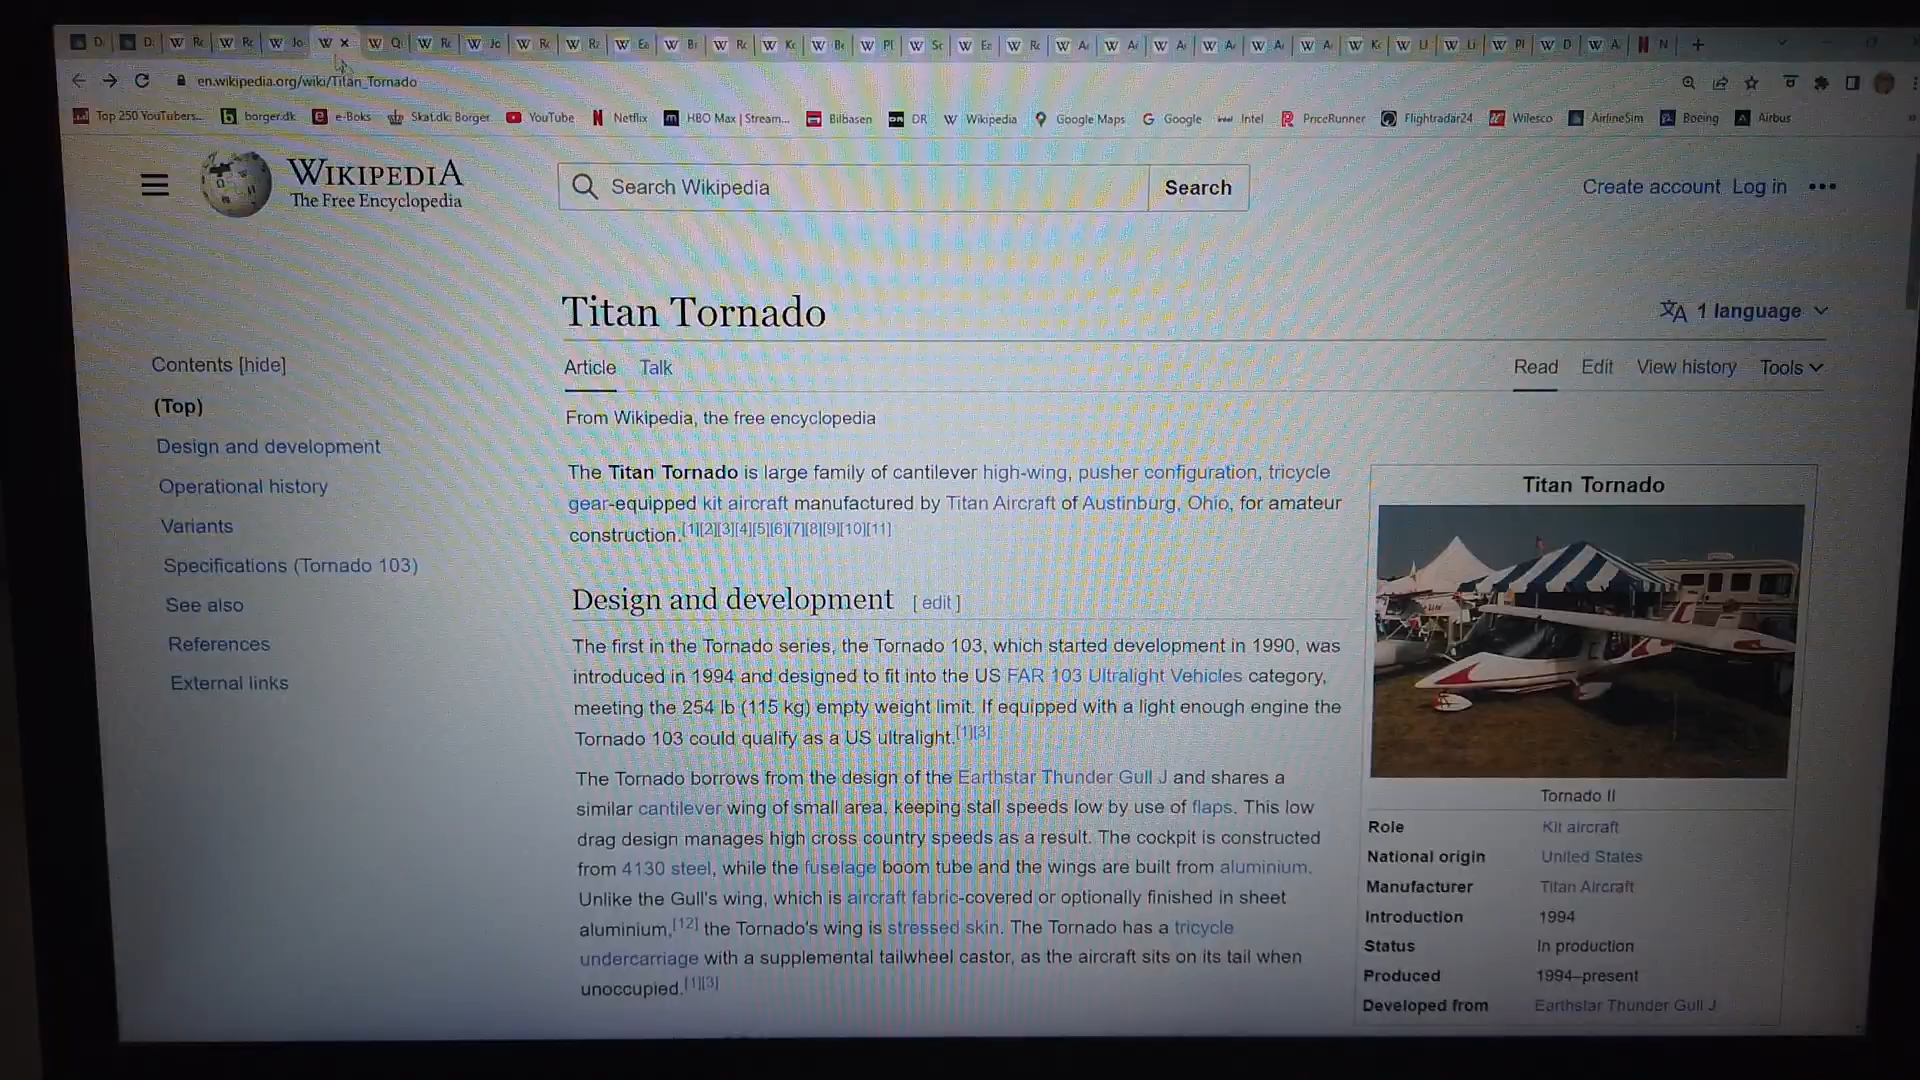 en.wikipedia.org/wiki/Titan_Tornado
Top 250 YouTubers... borger.dk e-Boks Skat.dk: Borger YouTube Netflix HBO Max | Stream... Bilbasen DR Wikipedia Google Maps Google Intel PriceRunner Flightradar24 Wilesco AirlineSim Boeing Airbus
WIKIPEDIA
The Free Encyclopedia
Search Wikipedia
Search
Create account Log in
Titan Tornado
1 language
Contents [hide]
(Top)
Design and development
Operational history
Variants
Specifications (Tornado 103)
See also
References
External links
Article Talk
Read Edit View history Tools
From Wikipedia, the free encyclopedia
The Titan Tornado is large family of cantilever high-wing, pusher configuration, tricycle
gear-equipped kit aircraft manufactured by Titan Aircraft of Austinburg, Ohio, for amateur
construction.[1][2][3][4][5][6][7][8][9][10][11]
Design and development [ edit ]
The first in the Tornado series, the Tornado 103, which started development in 1990, was
introduced in 1994 and designed to fit into the US FAR 103 Ultralight Vehicles category,
meeting the 254 lb (115 kg) empty weight limit. If equipped with a light enough engine the
Tornado 103 could qualify as a US ultralight.[1][3]
The Tornado borrows from the design of the Earthstar Thunder Gull J and shares a
similar cantilever wing of small area, keeping stall speeds low by use of flaps. This low
drag design manages high cross country speeds as a result. The cockpit is constructed
from 4130 steel, while the fuselage boom tube and the wings are built from aluminium.
Unlike the Gull's wing, which is aircraft fabric-covered or optionally finished in sheet
aluminium,[12] the Tornado's wing is stressed skin. The Tornado has a tricycle
undercarriage with a supplemental tailwheel castor, as the aircraft sits on its tail when
unoccupied.[1][3]
Titan Tornado
Tornado II
Role Kit aircraft
National origin United States
Manufacturer Titan Aircraft
Introduction 1994
Status In production
Produced 1994–present
Developed from Earthstar Thunder Gull J